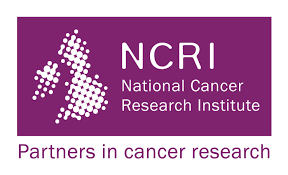 NCRI
National Cancer
Research Institute
Partners in cancer research